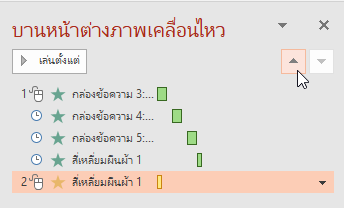 บานหน้าต่างภาพเคลื่อนไหว
เล่นตั้งแต่
1 กล่องข้อความ 3:...
กล่องข้อความ 4:...
กล่องข้อความ 5:...
สี่เหลี่ยมผืนผ้า 1
2 สี่เหลี่ยมผืนผ้า 1